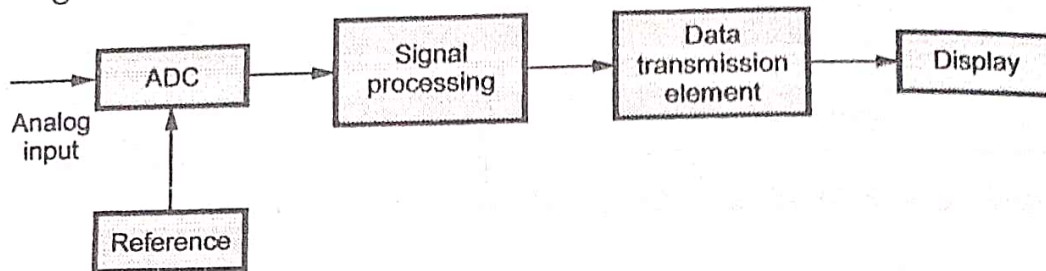 ADC
Signal
processing
Data
transmission
element
Display
Analog
input
Reference